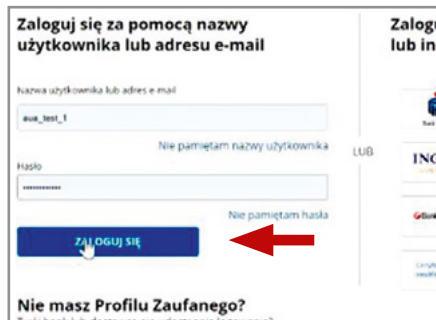 Zaloguj się za pomocą nazwy
użytkownika lub adresu e-mail
Nazwa użytkownika lub adres e-mail
aua_test_1
Nie pamiętam nazwy użytkownika
Hasło
Nie pamiętam hasła
ZALOGUJ SIĘ
Nie masz Profilu Zaufanego?
LUB
Zalogu
lub in
ING